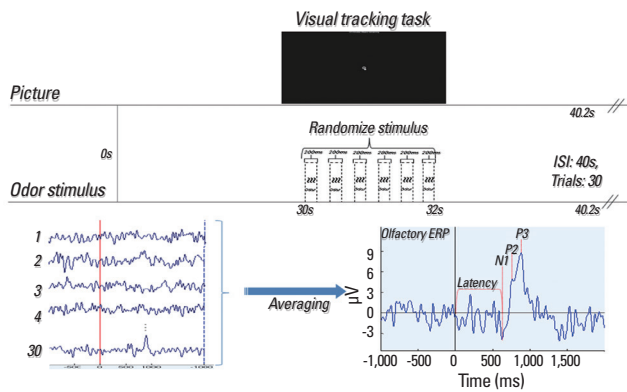 Visual tracking task
Picture
40.2s
Randomize stimulus
0s
200ms 200ms 200ms 200ms 200ms 200ms
ISI: 40s,
Trials: 30
Odor stimulus
30s 32s 40.2s
1
2
3
4
30
Averaging
Olfactory ERP
P3
P2
N1
Latency
µV
9
6
3
0
-3
-1,000 -500 0 500 1,000 1,500
Time (ms)